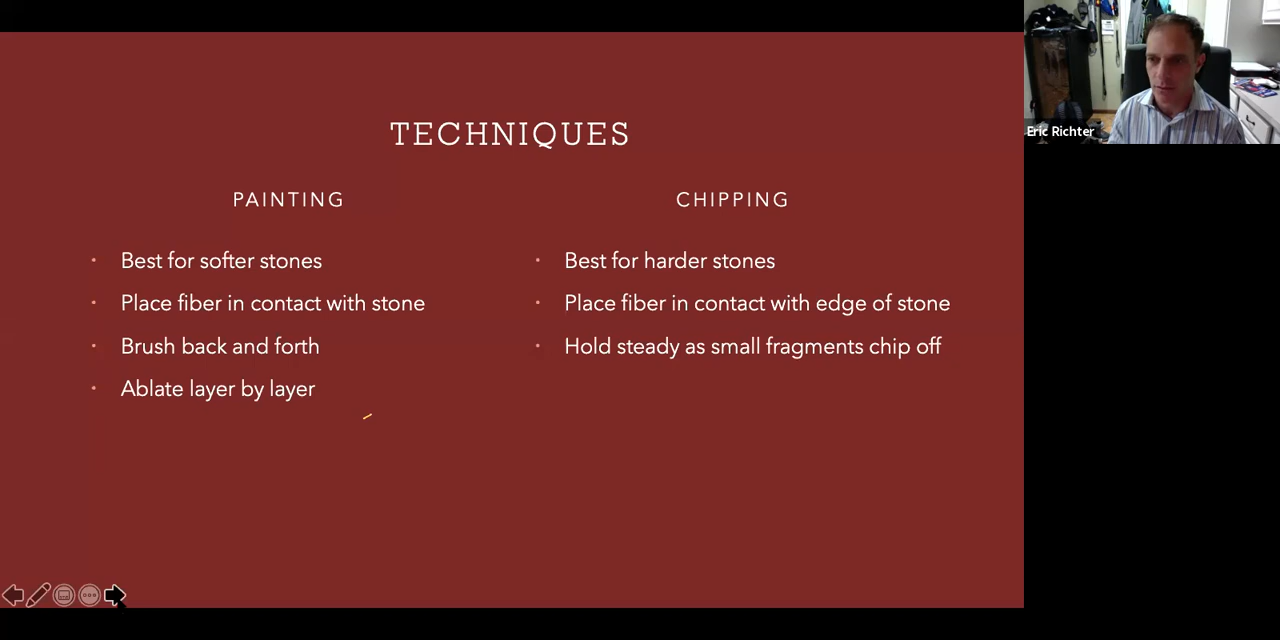 TECHNIQUES
PAINTING
• Best for softer stones
• Place fiber in contact with stone
• Brush back and forth
• Ablate layer by layer
CHIPPING
• Best for harder stones
• Place fiber in contact with edge of stone
• Hold steady as small fragments chip off
Eric Richter